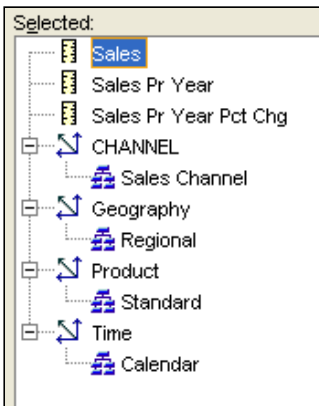 Selected:
Sales
Sales Pr Year
Sales Pr Year Pct Chg
CHANNEL
Sales Channel
Geography
Regional
Product
Standard
Time
Calendar